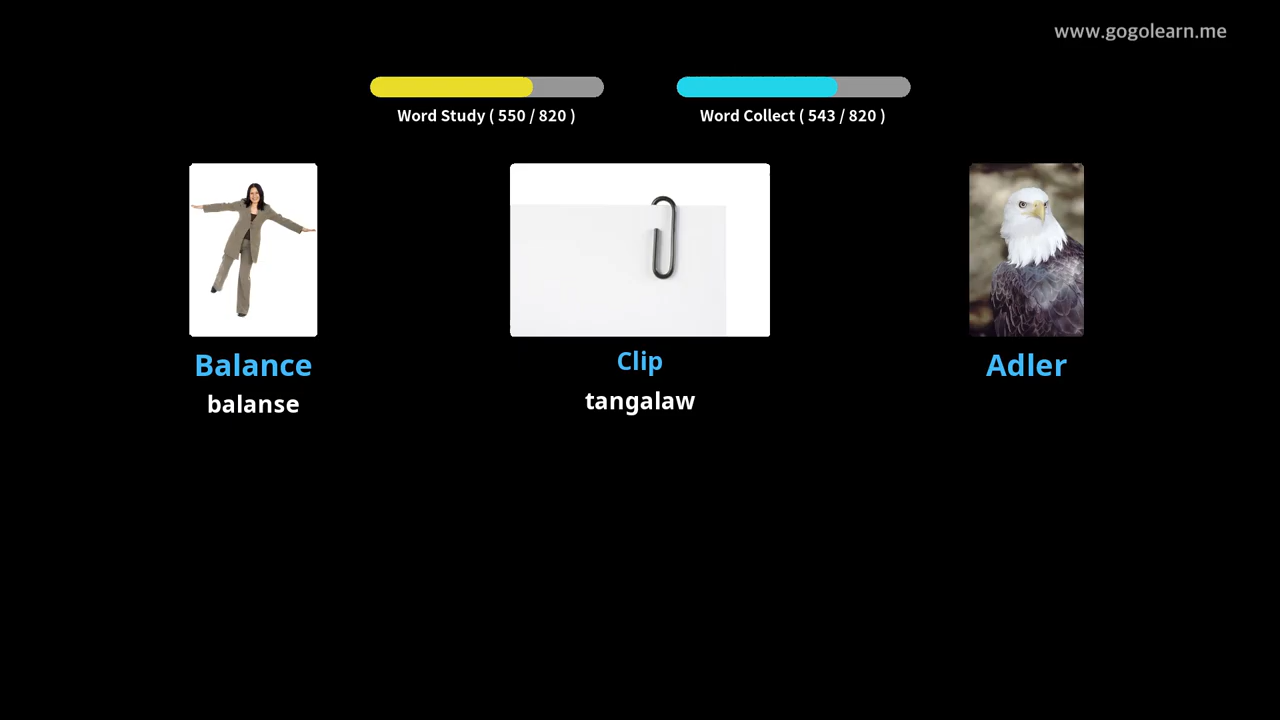 www.gogolearn.me
Word Study ( 550 / 820 )
Word Collect ( 543 / 820 )
Balance
balanse
Clip
tangalaw
Adler